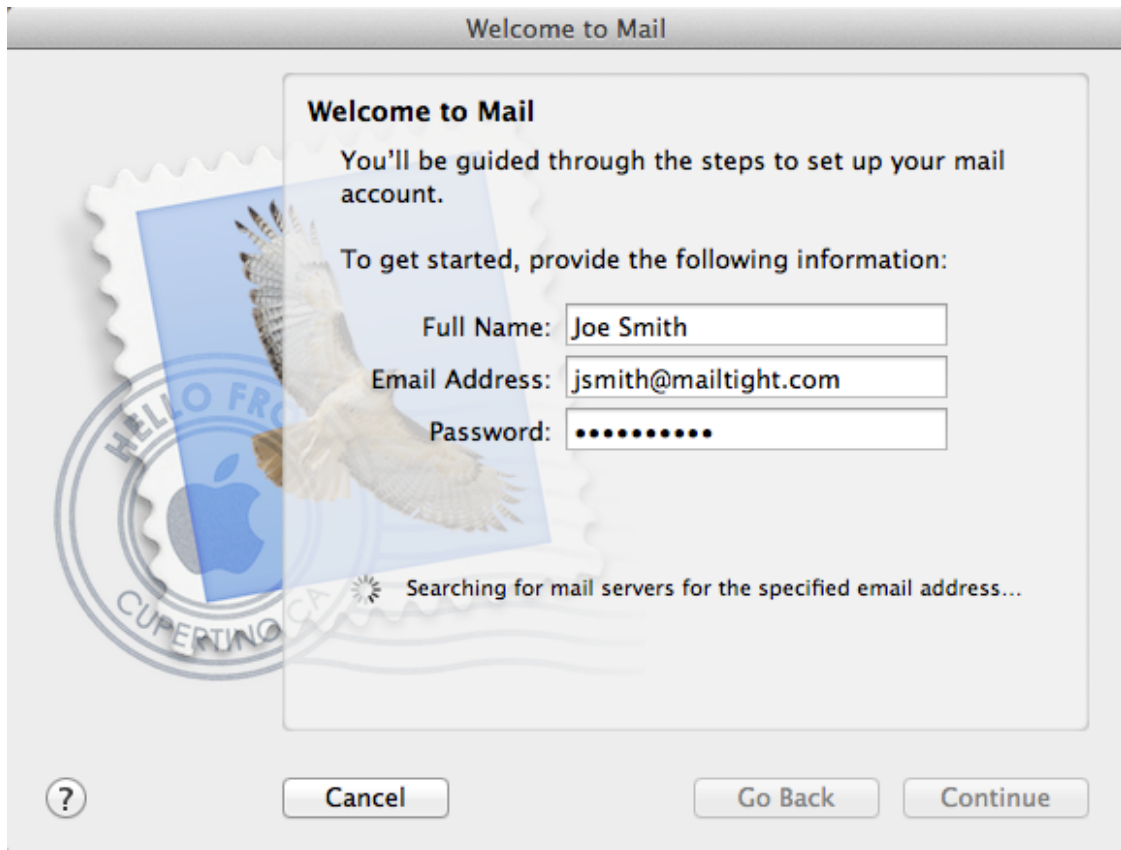 Welcome to Mail
Welcome to Mail
You'll be guided through the steps to set up your mail
account.
To get started, provide the following information:
Full Name: Joe Smith
Email Address: jsmith@mailtight.com
Password: ••••••••••
HELLO FRO
CUPERTINO CA
Searching for mail servers for the specified email address...
?
Cancel
Go Back
Continue